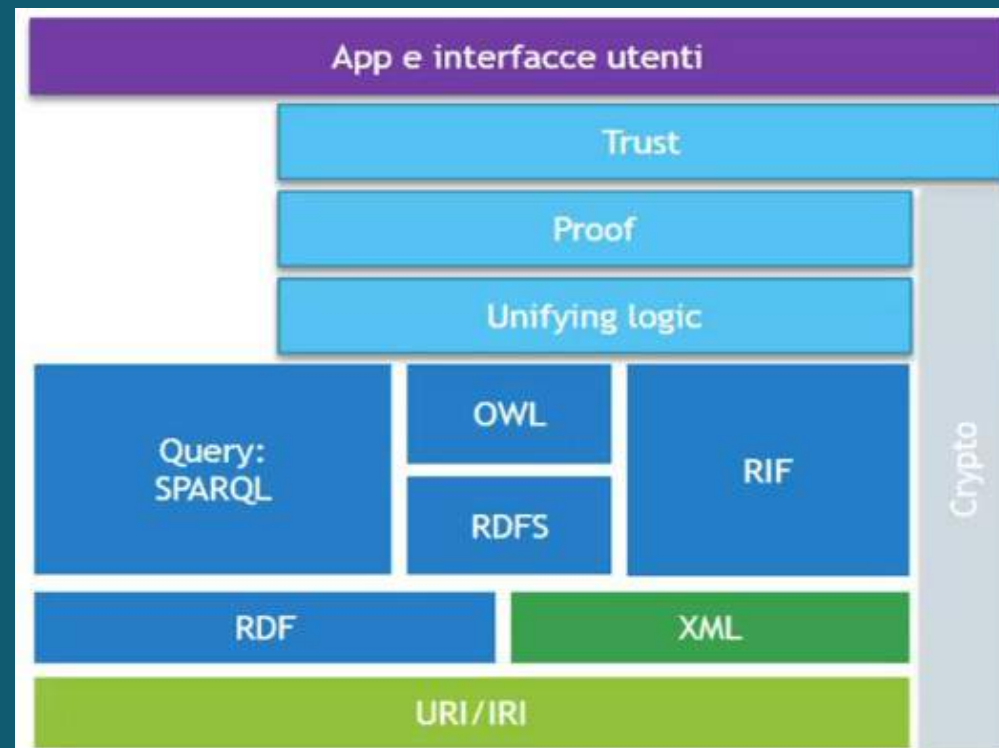 App e interfacce utenti
Trust
Proof
Unifying logic
Query:
SPARQL
OWL
RDFS
RIF
Crypto
RDF
XML
URI/IRI